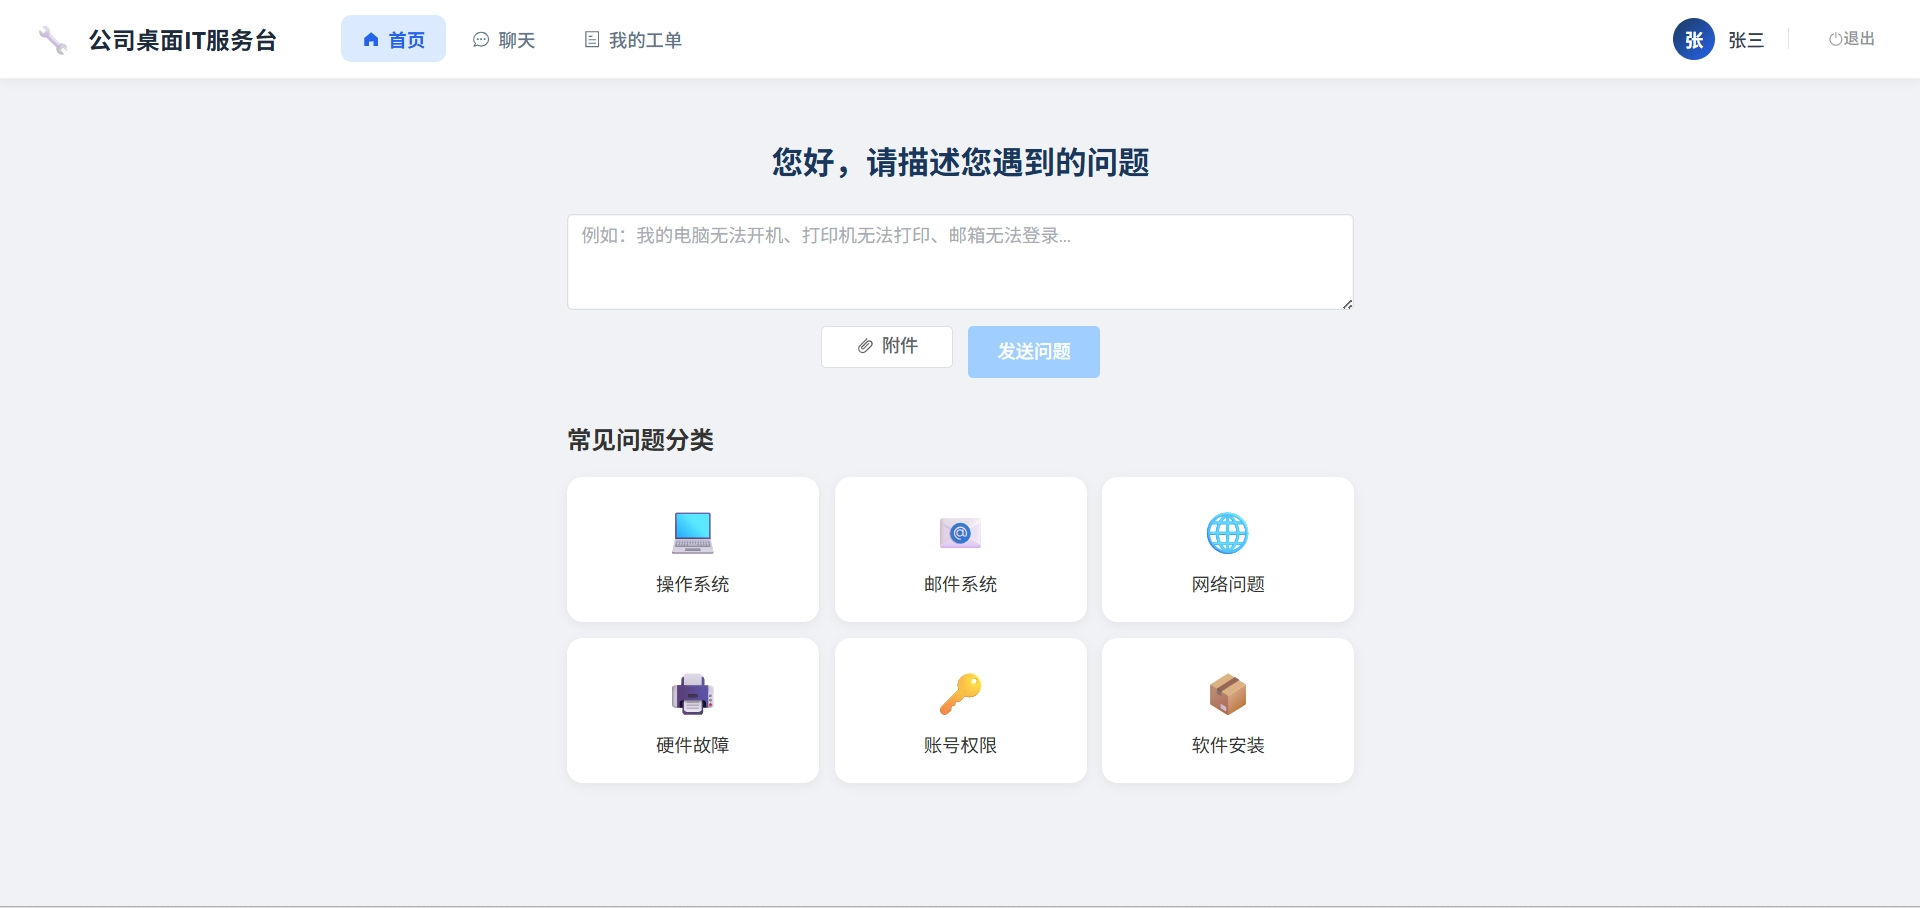 公司桌面IT服务台
首页
聊天
我的工单
张
张三
退出
您好，请描述您遇到的问题
例如：我的电脑无法开机、打印机无法打印、邮箱无法登录...
附件
发送问题
常见问题分类
操作系统
邮件系统
网络问题
硬件故障
账号权限
软件安装